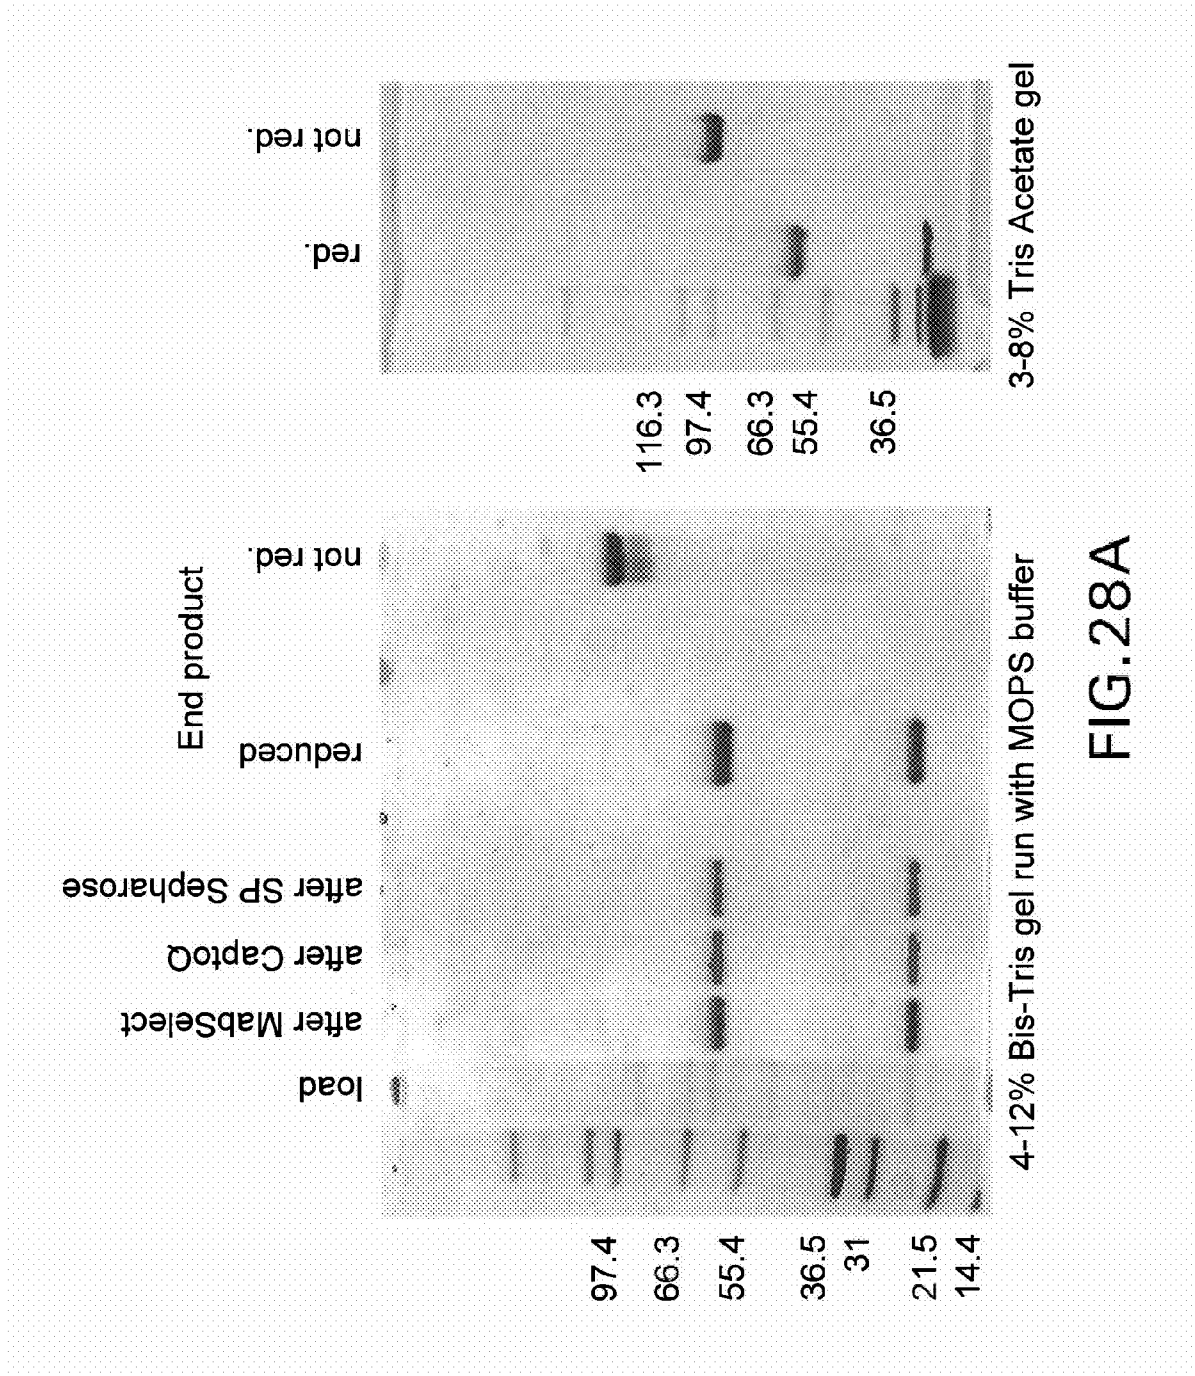 End product
load
after MabSelect
after CaptoQ
after SP Sepharose
reduced
not red.
97.4
66.3
55.4
36.5
31
21.5
14.4
4-12% Bis-Tris gel run with MOPS buffer
red.
not red.
116.3
97.4
66.3
55.4
36.5
3-8% Tris Acetate gel
FIG.28A